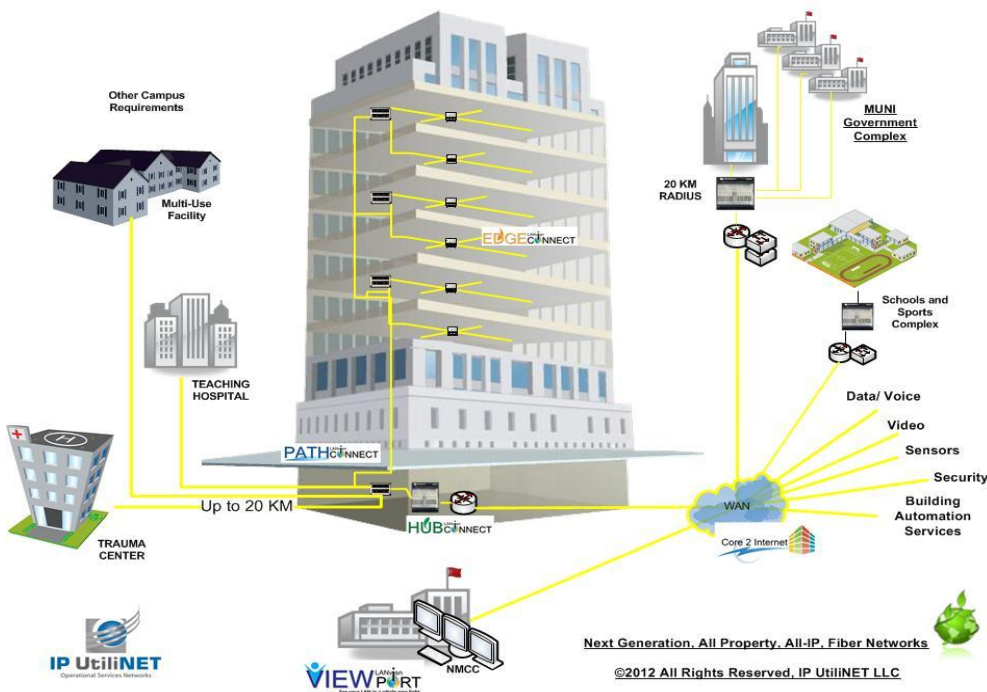 Other Campus
Requirements
Multi-Use
Facility
TEACHING
HOSPITAL
TRAUMA
CENTER
Up to 20 KM
PATHCONNECT
EDGECONNECT
HUBCONNECT
20 KM
RADIUS
MUNI
Government
Complex
Schools and
Sports
Complex
Data/ Voice
Video
Sensors
Security
Building
Automation
Services
WAN
Core 2 Internet
NMCC
IP UtiliNET
Operational Services Networks
VIEWPORT
Next Generation, All Property, All-IP, Fiber Networks
©2012 All Rights Reserved, IP UtiliNET LLC